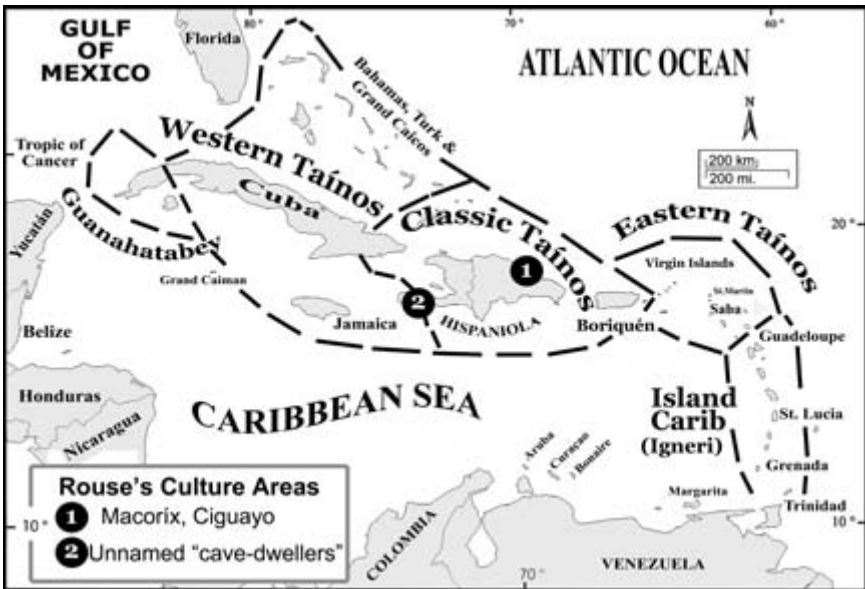 80°
70°
60°
GULF
OF
MEXICO
Florida
ATLANTIC OCEAN
Bahamas, Turk &
Grand Caicos
N
200 km.
200 mi.
Tropic of
Cancer
Western Taínos
Cuba
Classic Taínos
Eastern Taínos
20°
Guanahatabey
Yucatán
Virgin Islands
Grand Caiman
St. Martin
Saba
1
2
Jamaica
HISPANIOLA
Boriquén
Guadeloupe
Belize
Honduras
Nicaragua
CARIBBEAN SEA
Island
Carib
(Igneri)
St. Lucia
Aruba
Curaçao
Bonaire
Grenada
Margarita
Trinidad
Rouse's Culture Areas
1 Macorix, Ciguayo
2 Unnamed "cave-dwellers"
10°
10°
COLOMBIA
VENEZUELA
70°